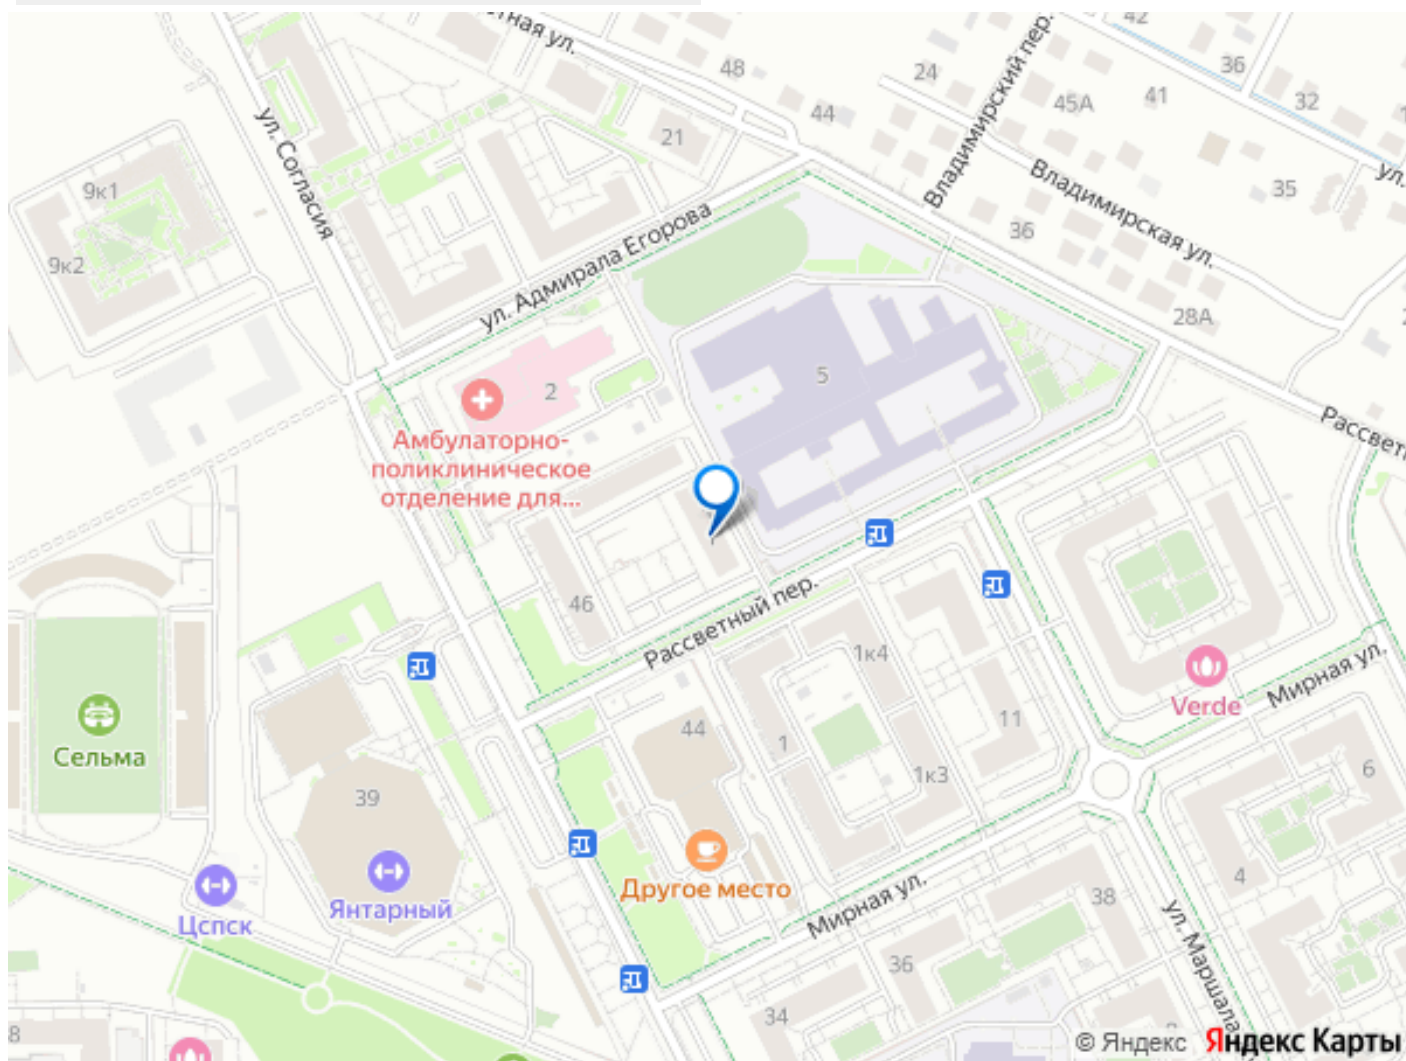 тная ул.
42
48
24
36
Владимирский пер.
45А
41
32
44
ул. Согласия
21
9к1
Владимирская ул.
35
ул.
ул. Адмирала Егорова
36
9к2
28А
2
5
Рассвет
Амбулаторно-
поликлиническое
отделение для...
46
Рассветный пер.
1к4
Мирная ул.
Verde
11
44
1
Сельма
39
1к3
6
Другое место
4
Янтарный
Цспск
Мирная ул.
38
ул. Маршала
36
34
8
© Яндекс Яндекс Карты